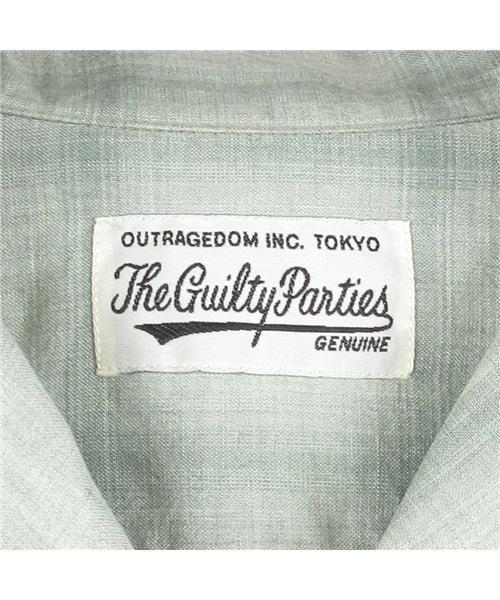 OUTRAGEDOM INC. TOKYO
The Guilty Parties
GENUINE